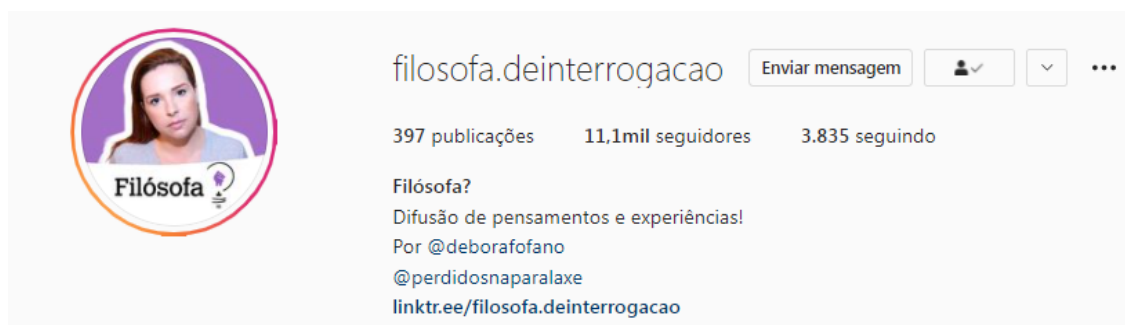 filosofa.deinterrogacao Enviar mensagem
397 publicações 11,1mil seguidores 3.835 seguindo
Filósofa?
Filósofa?
Difusão de pensamentos e experiências!
Por @deborafofano
@perdidosnaparalaxe
linktr.ee/filosofa.deinterrogacao